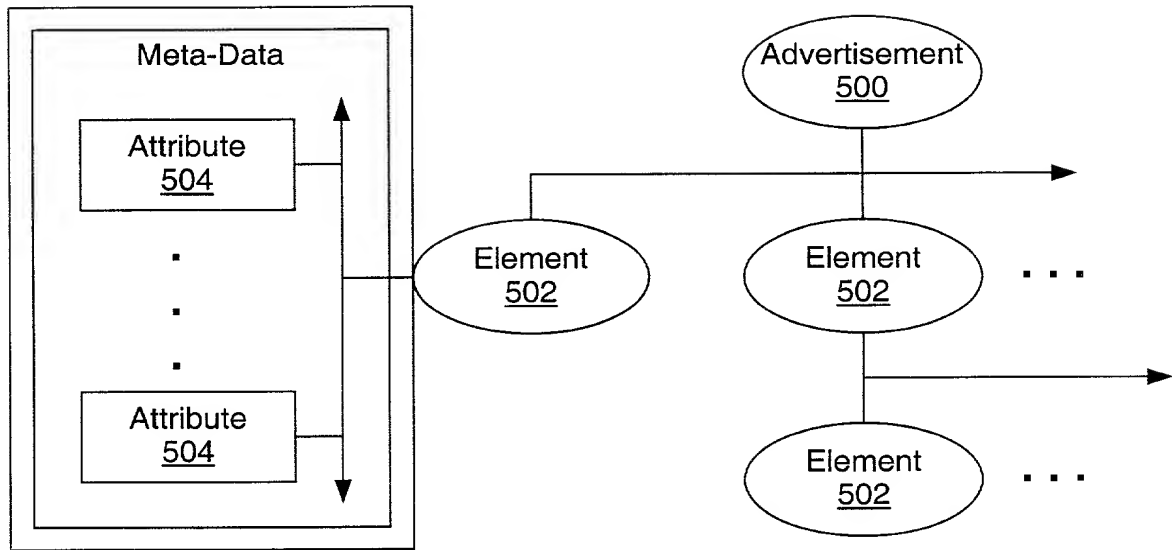 Meta-Data
Attribute
504
Attribute
504
Advertisement
500
Element
502
Element
502
Element
502